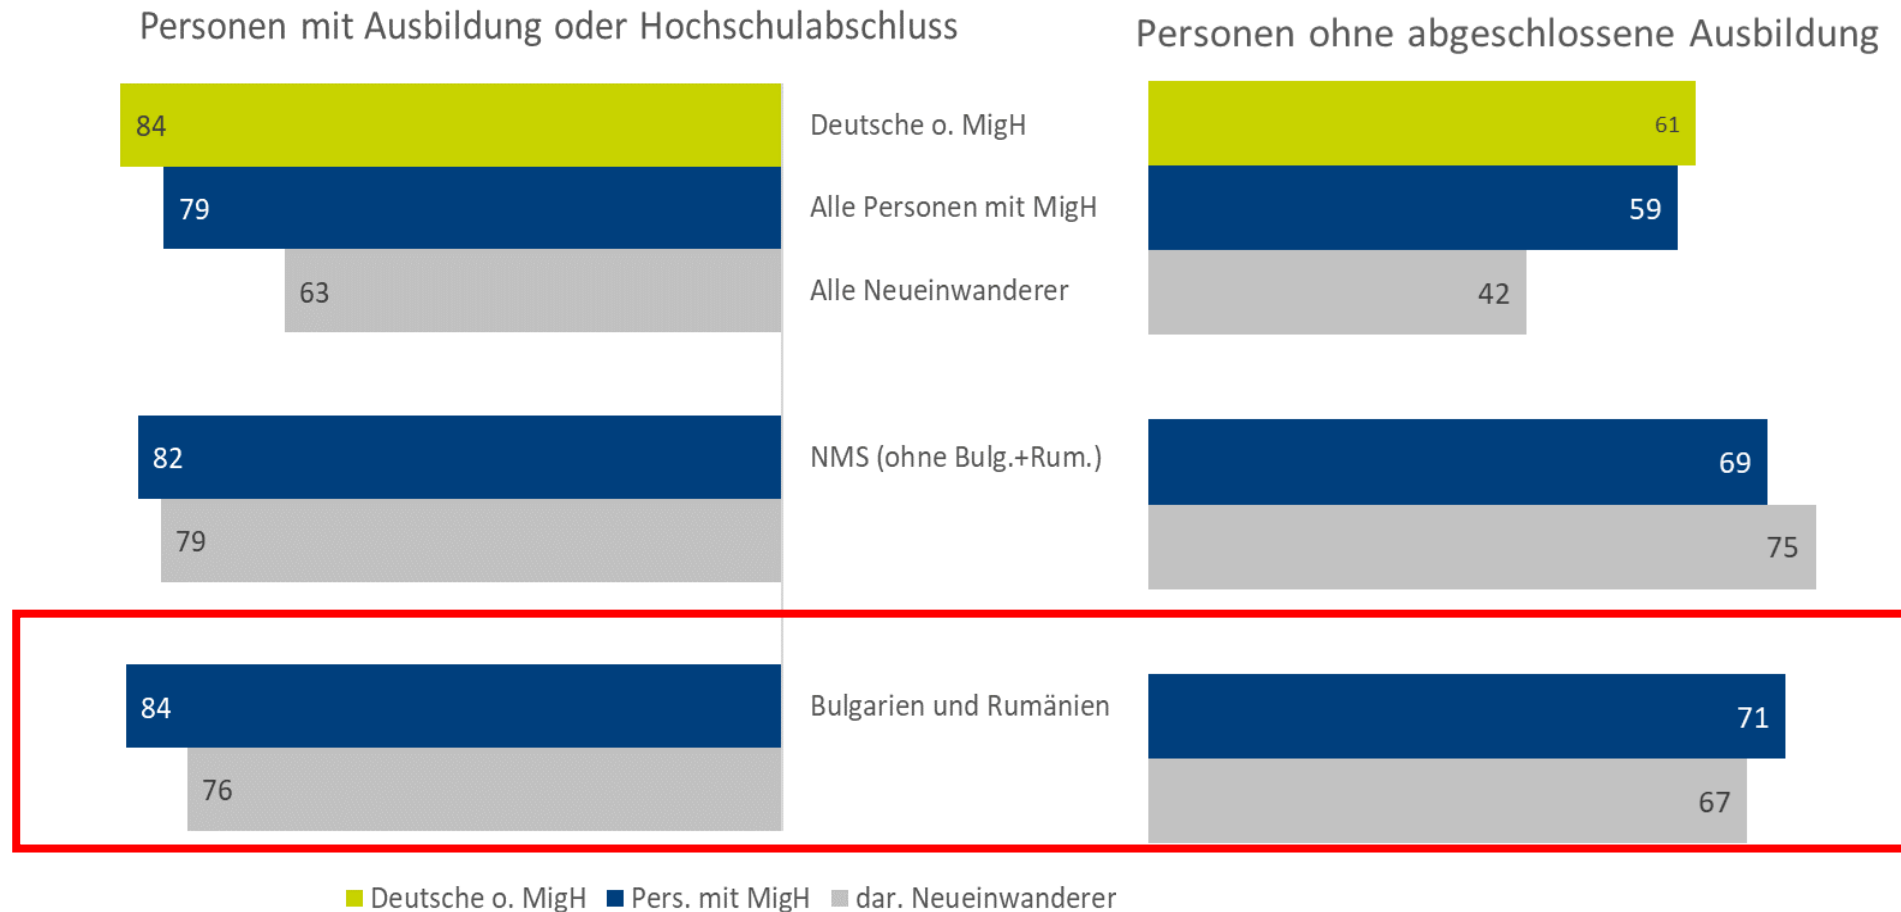 Personen mit Ausbildung oder Hochschulabschluss
Personen ohne abgeschlossene Ausbildung
84 Deutsche o. MigH 61
79 Alle Personen mit MigH 59
63 Alle Neueinwanderer 42
82 NMS (ohne Bulg.+Rum.) 69
79 75
84 Bulgarien und Rumänien 71
76 67
Deutsche o. MigH Pers. mit MigH dar. Neueinwanderer